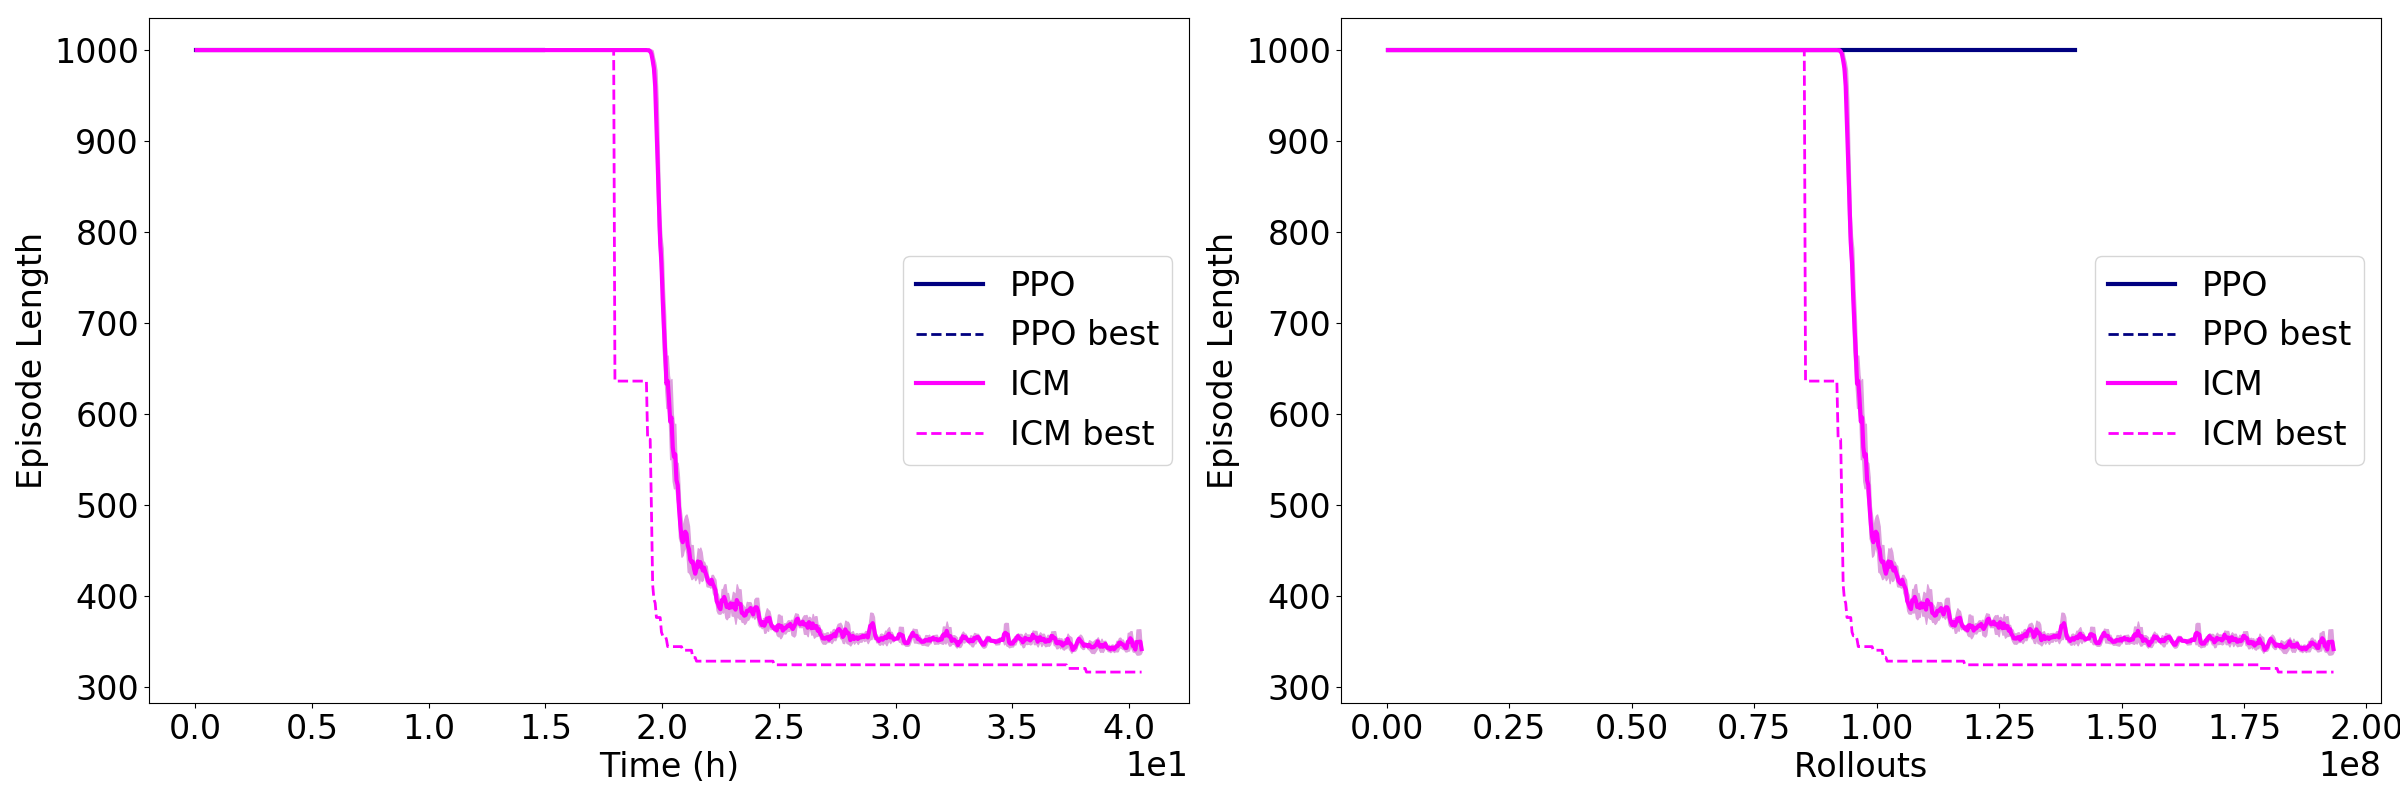 1000
900
800
700
600
500
400
300
Episode Length
PPO
PPO best
ICM
ICM best
0.0 0.5 1.0 1.5 2.0 2.5 3.0 3.5 4.0
Time (h)
1e1
1000
900
800
700
600
500
400
300
Episode Length
PPO
PPO best
ICM
ICM best
0.00 0.25 0.50 0.75 1.00 1.25 1.50 1.75 2.00
Rollouts
1e8